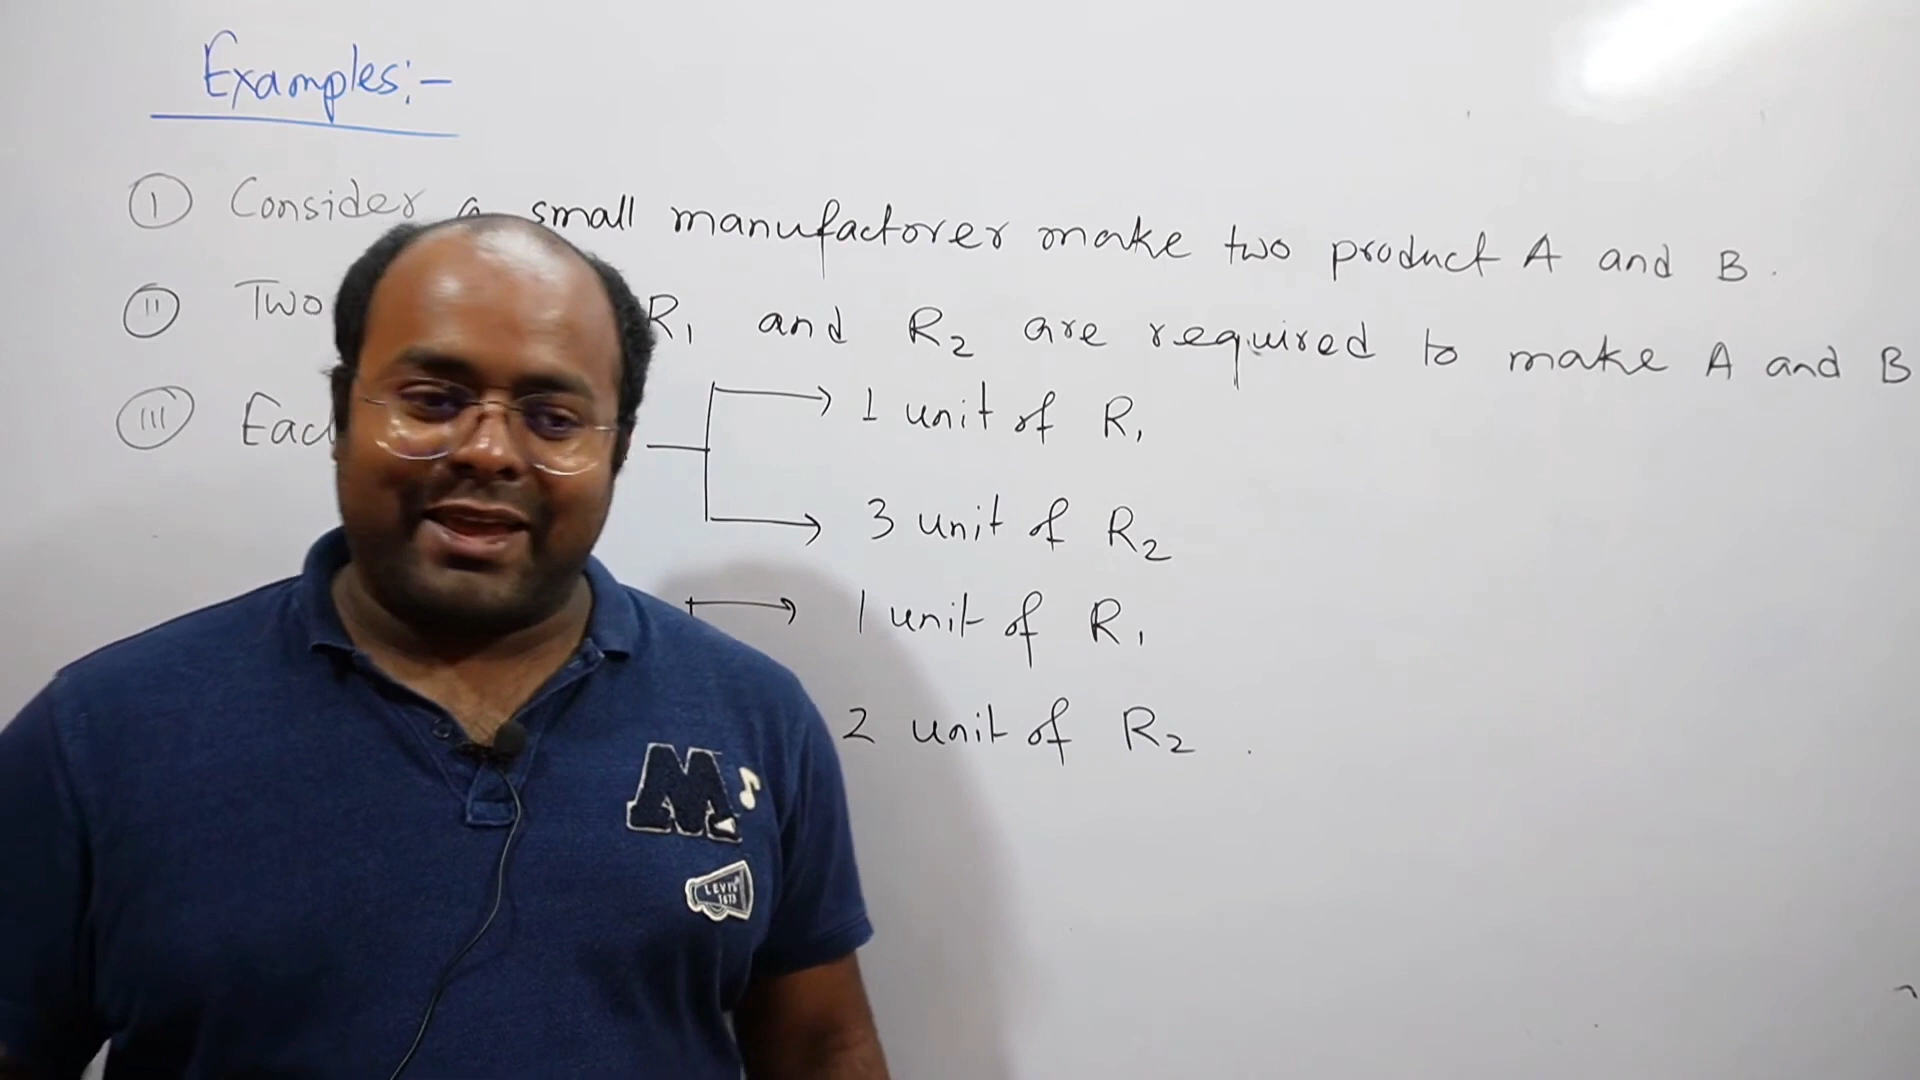 Examples:-
(I) Consider a small manufactorer make two product A and B.
(II) Two R1 and R2 are required to make A and B
(III) Eac
1 unit of R1
3 unit of R2
1 unit of R1
2 unit of R2 .
M
LEVI'S
1873